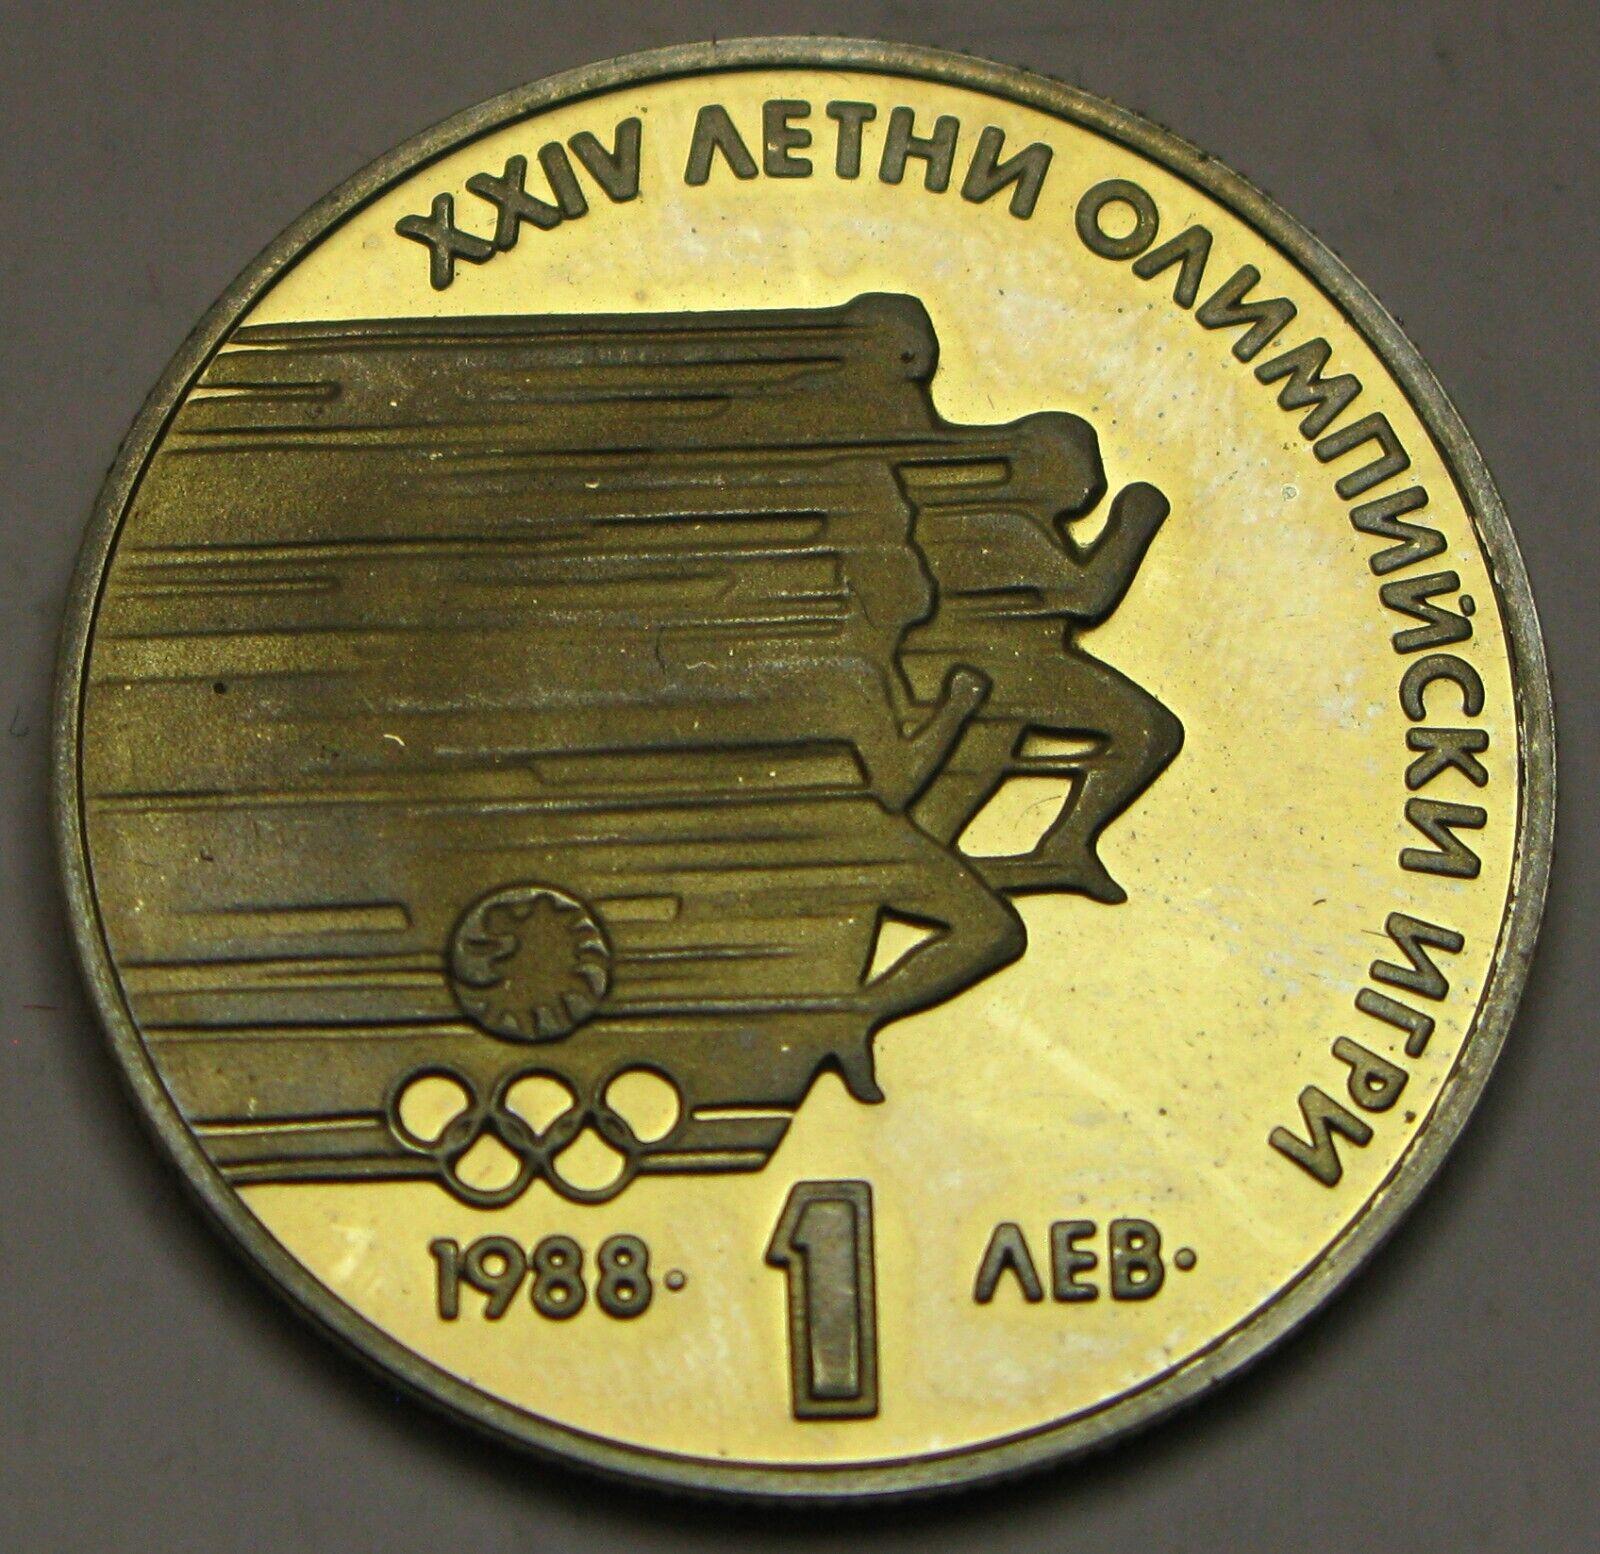 XXIV ЛЕТНИ ОЛИМПИЙСКИ ИГРИ
1988· 1 ЛЕВ·